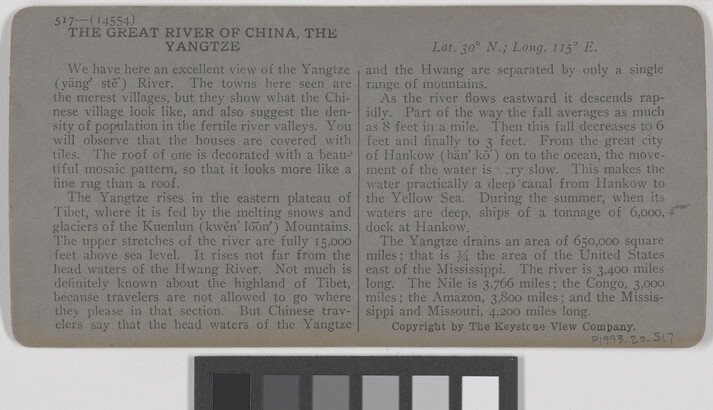 517—(14554)
THE GREAT RIVER OF CHINA, THE
YANGTZE
We have here an excellent view of the Yangtze
(yäng′ stĕ′) River. The towns here seen are
the merest villages, but they show what the Chi-
nese village look like, and also suggest the den-
sity of population in the fertile river valleys. You
will observe that the houses are covered with
tiles. The roof of one is decorated with a beau-
tiful mosaic pattern, so that it looks more like a
fine rug than a roof.
The Yangtze rises in the eastern plateau of
Tibet, where it is fed by the melting snows and
glaciers of the Kuenlun (kwĕn′ lo͞on′) Mountains.
The upper stretches of the river are fully 15,000
feet above sea level. It rises not far from the
head waters of the Hwang River. Not much is
definitely known about the highland of Tibet,
because travelers are not allowed to go where
they please in that section. But Chinese trav-
elers say that the head waters of the Yangtze
Lat. 30° N.; Long. 115° E.
and the Hwang are separated by only a single
range of mountains.
As the river flows eastward it descends rap-
idly. Part of the way the fall averages as much
as 8 feet in a mile. Then this fall decreases to 6
feet and finally to 3 feet. From the great city
of Hankow (hän′ kō′) on to the ocean, the move-
ment of the water is very slow. This makes the
water practically a deep canal from Hankow to
the Yellow Sea. During the summer, when its
waters are deep, ships of a tonnage of 6,000,
dock at Hankow.
The Yangtze drains an area of 650,000 square
miles; that is ¾ the area of the United States
east of the Mississippi. The river is 3,400 miles
long. The Nile is 3,766 miles; the Congo, 3,000
miles; the Amazon, 3,800 miles; and the Missis-
sippi and Missouri, 4,200 miles long.
Copyright by The Keystone View Company.
P1993.20.517